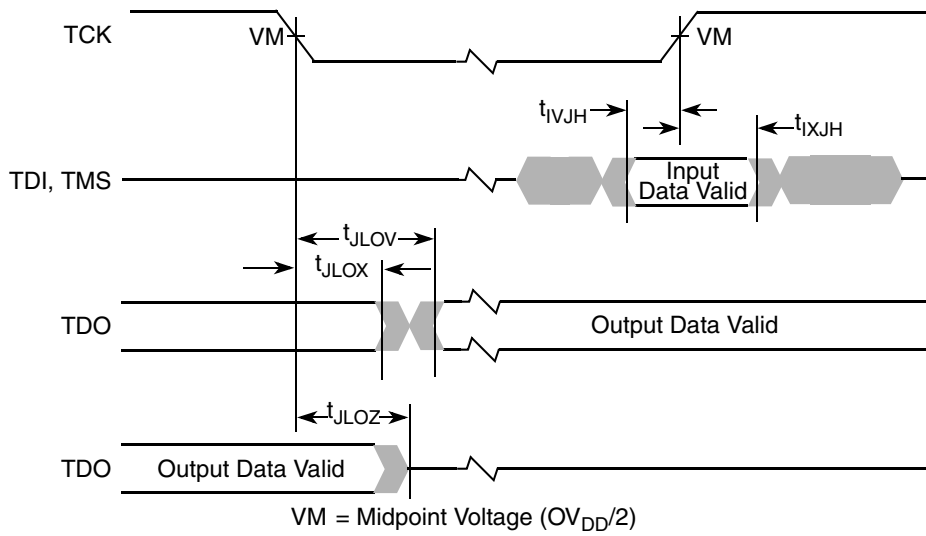 TCK
VM
VM
tIVJH
tIXJH
TDI, TMS
Input
Data Valid
tJLOV
tJLOX
TDO
Output Data Valid
tJLOZ
TDO
Output Data Valid
VM = Midpoint Voltage (OVDD/2)